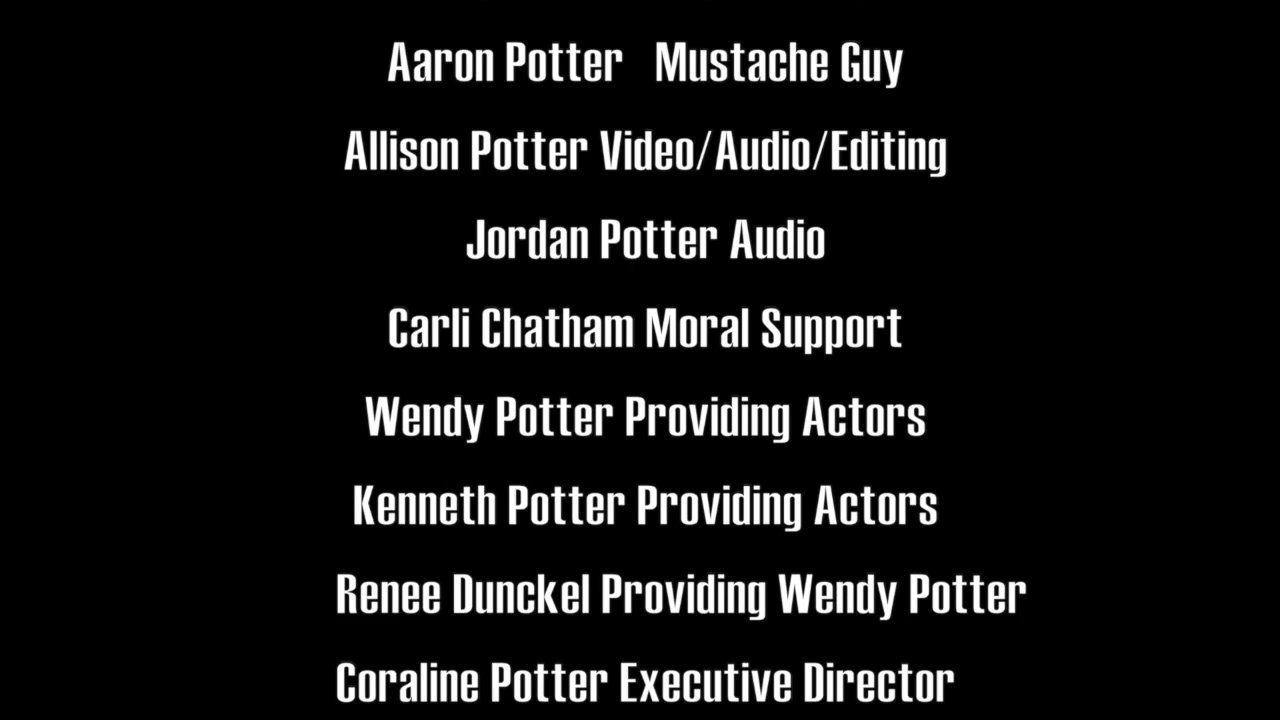 Aaron Potter   Mustache Guy
Allison Potter Video/Audio/Editing
Jordan Potter Audio
Carli Chatham Moral Support
Wendy Potter Providing Actors
Kenneth Potter Providing Actors
Renee Dunckel Providing Wendy Potter
Coraline Potter Executive Director